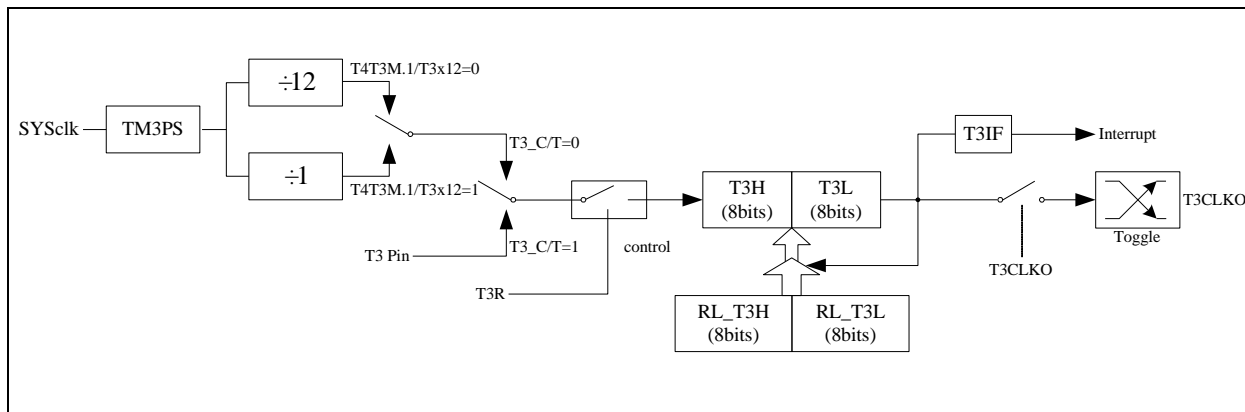 SYSclk
TM3PS
÷12
T4T3M.1/T3x12=0
÷1
T4T3M.1/T3x12=1
T3_C/T=0
T3 Pin
T3_C/T=1
T3R
control
T3H
(8bits)
T3L
(8bits)
RL_T3H
(8bits)
RL_T3L
(8bits)
T3IF
Interrupt
T3CLKO
Toggle
T3CLKO